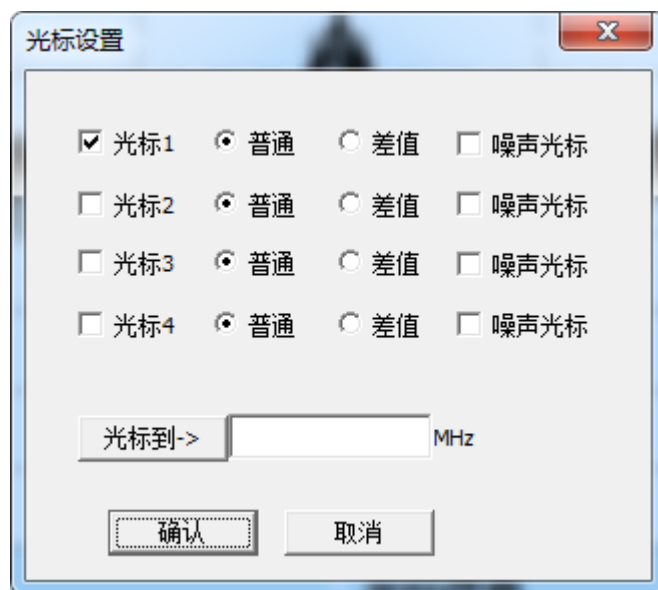 光标设置
光标1 普通 差值 噪声光标
光标2 普通 差值 噪声光标
光标3 普通 差值 噪声光标
光标4 普通 差值 噪声光标
光标到-> MHz
确认 取消